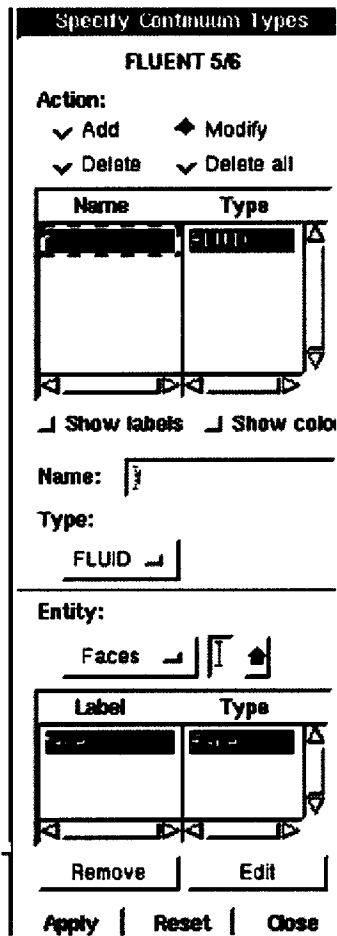 Specify Continuum Types
FLUENT 5/6
Action:
Add Modify
Delete Delete all
Name Type
FLUID
Show labels Show colo
Name:
Type:
FLUID
Entity:
Faces
Label Type
Remove Edit
Apply Reset Close